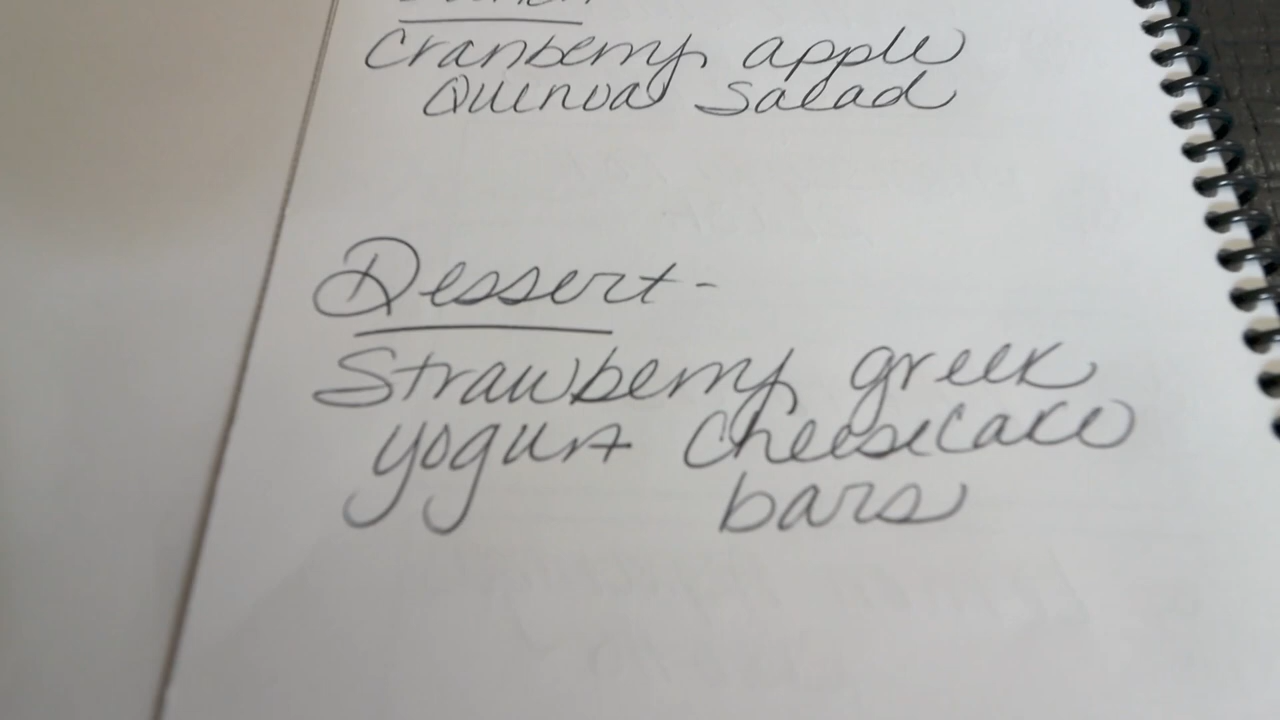 Cranberry apple
Quinoa Salad
Dessert-
Strawberry greek
yogurt Cheesecake
bars